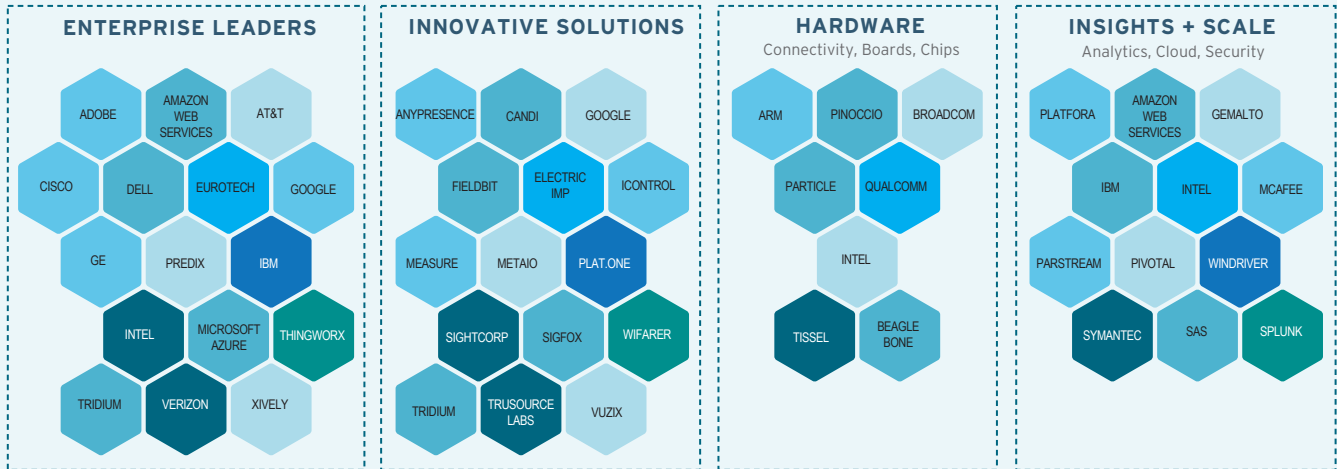 ENTERPRISE LEADERS
ADOBE
AMAZON
WEB
SERVICES
AT&T
CISCO
DELL
EUROTECH
GOOGLE
GE
PREDIX
IBM
INTEL
MICROSOFT
AZURE
THINGWORX
TRIDIUM
VERIZON
XIVELY
INNOVATIVE SOLUTIONS
ANYPRESENCE
CANDI
GOOGLE
FIELDBIT
ELECTRIC
IMP
ICONTROL
MEASURE
METAIO
PLAT.ONE
SIGHTCORP
SIGFOX
WIFARER
TRIDIUM
TRUSOURCE
LABS
VUZIX
HARDWARE
Connectivity, Boards, Chips
ARM
PINOCCIO
BROADCOM
PARTICLE
QUALCOMM
INTEL
TISSEL
BEAGLE
BONE
INSIGHTS + SCALE
Analytics, Cloud, Security
PLATFORA
AMAZON
WEB
SERVICES
GEMALTO
IBM
INTEL
MCAFEE
PARSTREAM
PIVOTAL
WINDRIVER
SYMANTEC
SAS
SPLUNK